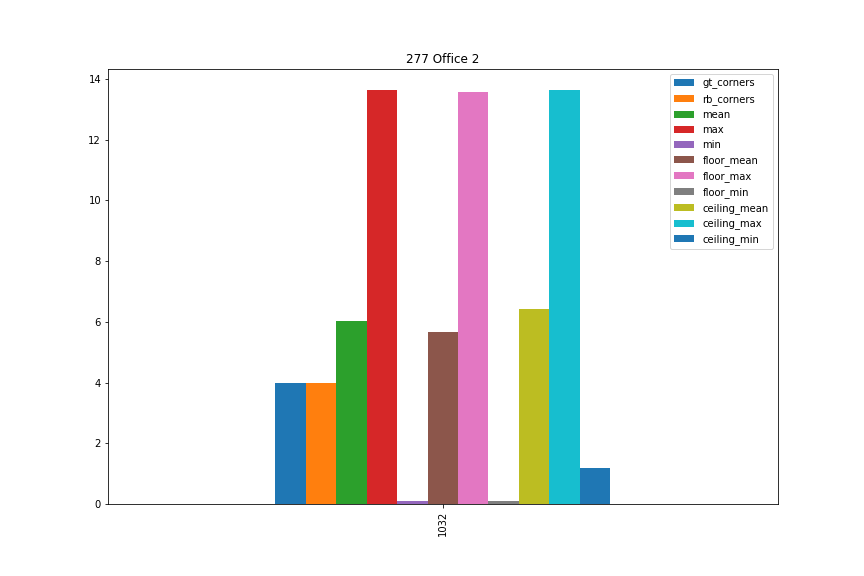 277 Office 2
14
12
10
8
6
4
2
0
1032
gt_corners
rb_corners
mean
max
min
floor_mean
floor_max
floor_min
ceiling_mean
ceiling_max
ceiling_min